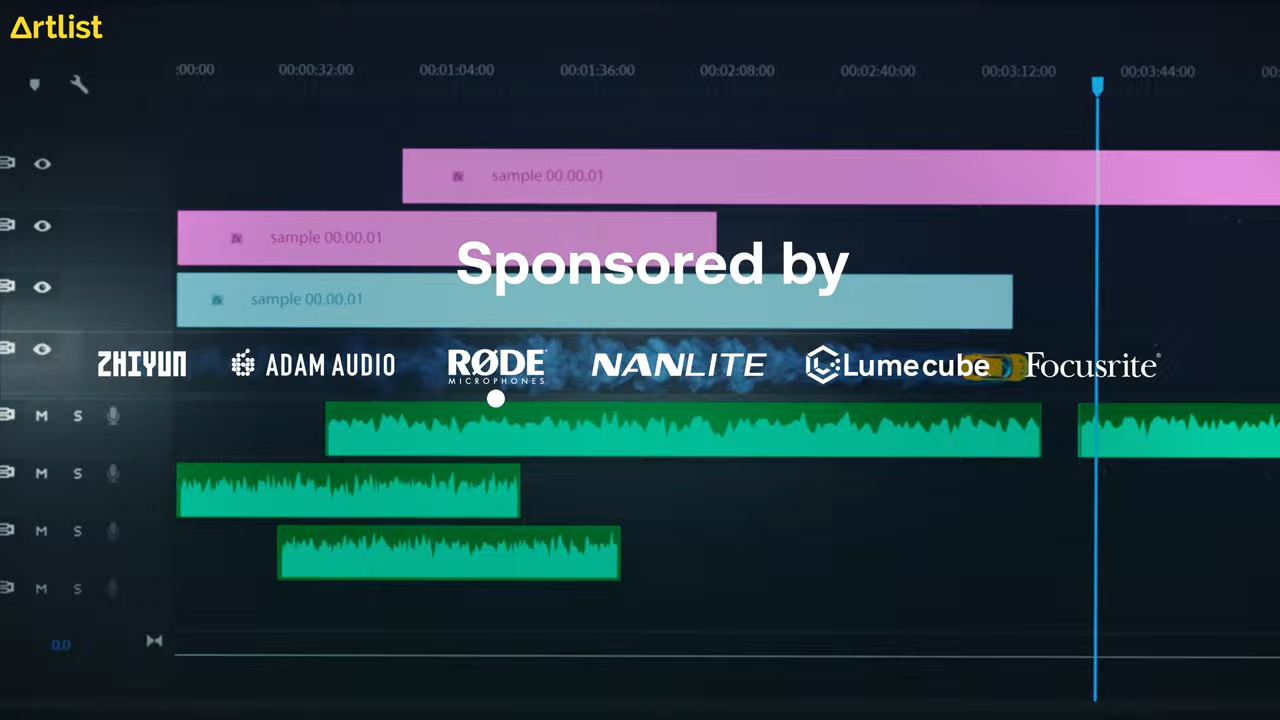 Artlist
:00:00 00:00:32:00 00:01:04:00 00:01:36:00 00:02:08:00 00:02:40:00 00:03:12:00 00:03:44:00 00:
sample 00.00.01
sample 00.00.01
Sponsored by
sample 00.00.01
ZHIYUN ADAM AUDIO RØDE NANLITE Lumecube Focusrite®
MICROPHONES
M S
M S
M S
M S
0.0